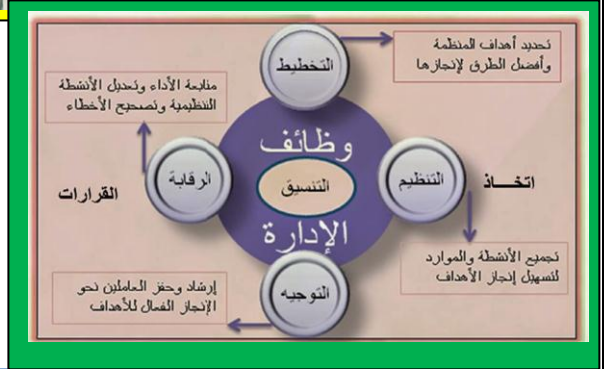 تحديد أهداف المنظمة
وأفضل الطرق لإنجازها
التخطيط
متابعة الأداء وتعديل الأنشطة
التنظيمية وتصحيح الأخطاء
وظائف
الإدارة
التنسيق
التنظيم
الرقابة
اتخــــاذ
القرارات
تجميع الأنشطة والموارد
لتسهيل إنجاز الأهداف
التوجيه
إرشاد وحفز العاملين نحو
الإنجاز الفعال للأهداف